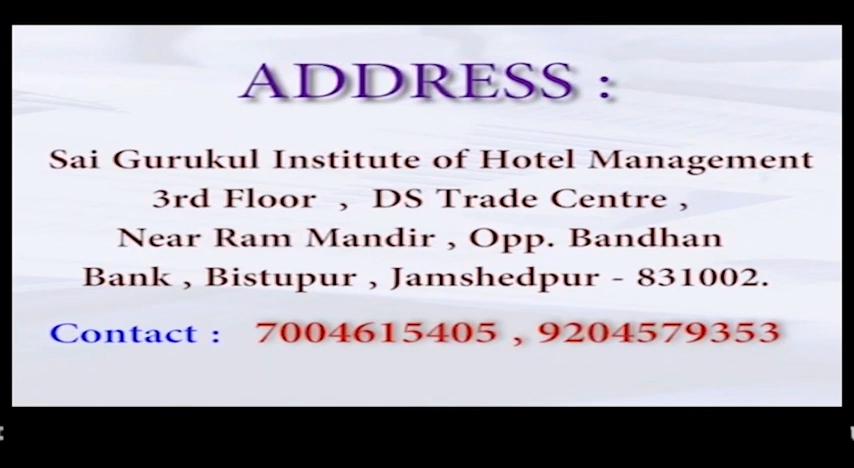 ADDRESS :
Sai Gurukul Institute of Hotel Management
3rd Floor , DS Trade Centre ,
Near Ram Mandir , Opp. Bandhan
Bank , Bistupur , Jamshedpur - 831002.
Contact : 7004615405 , 9204579353